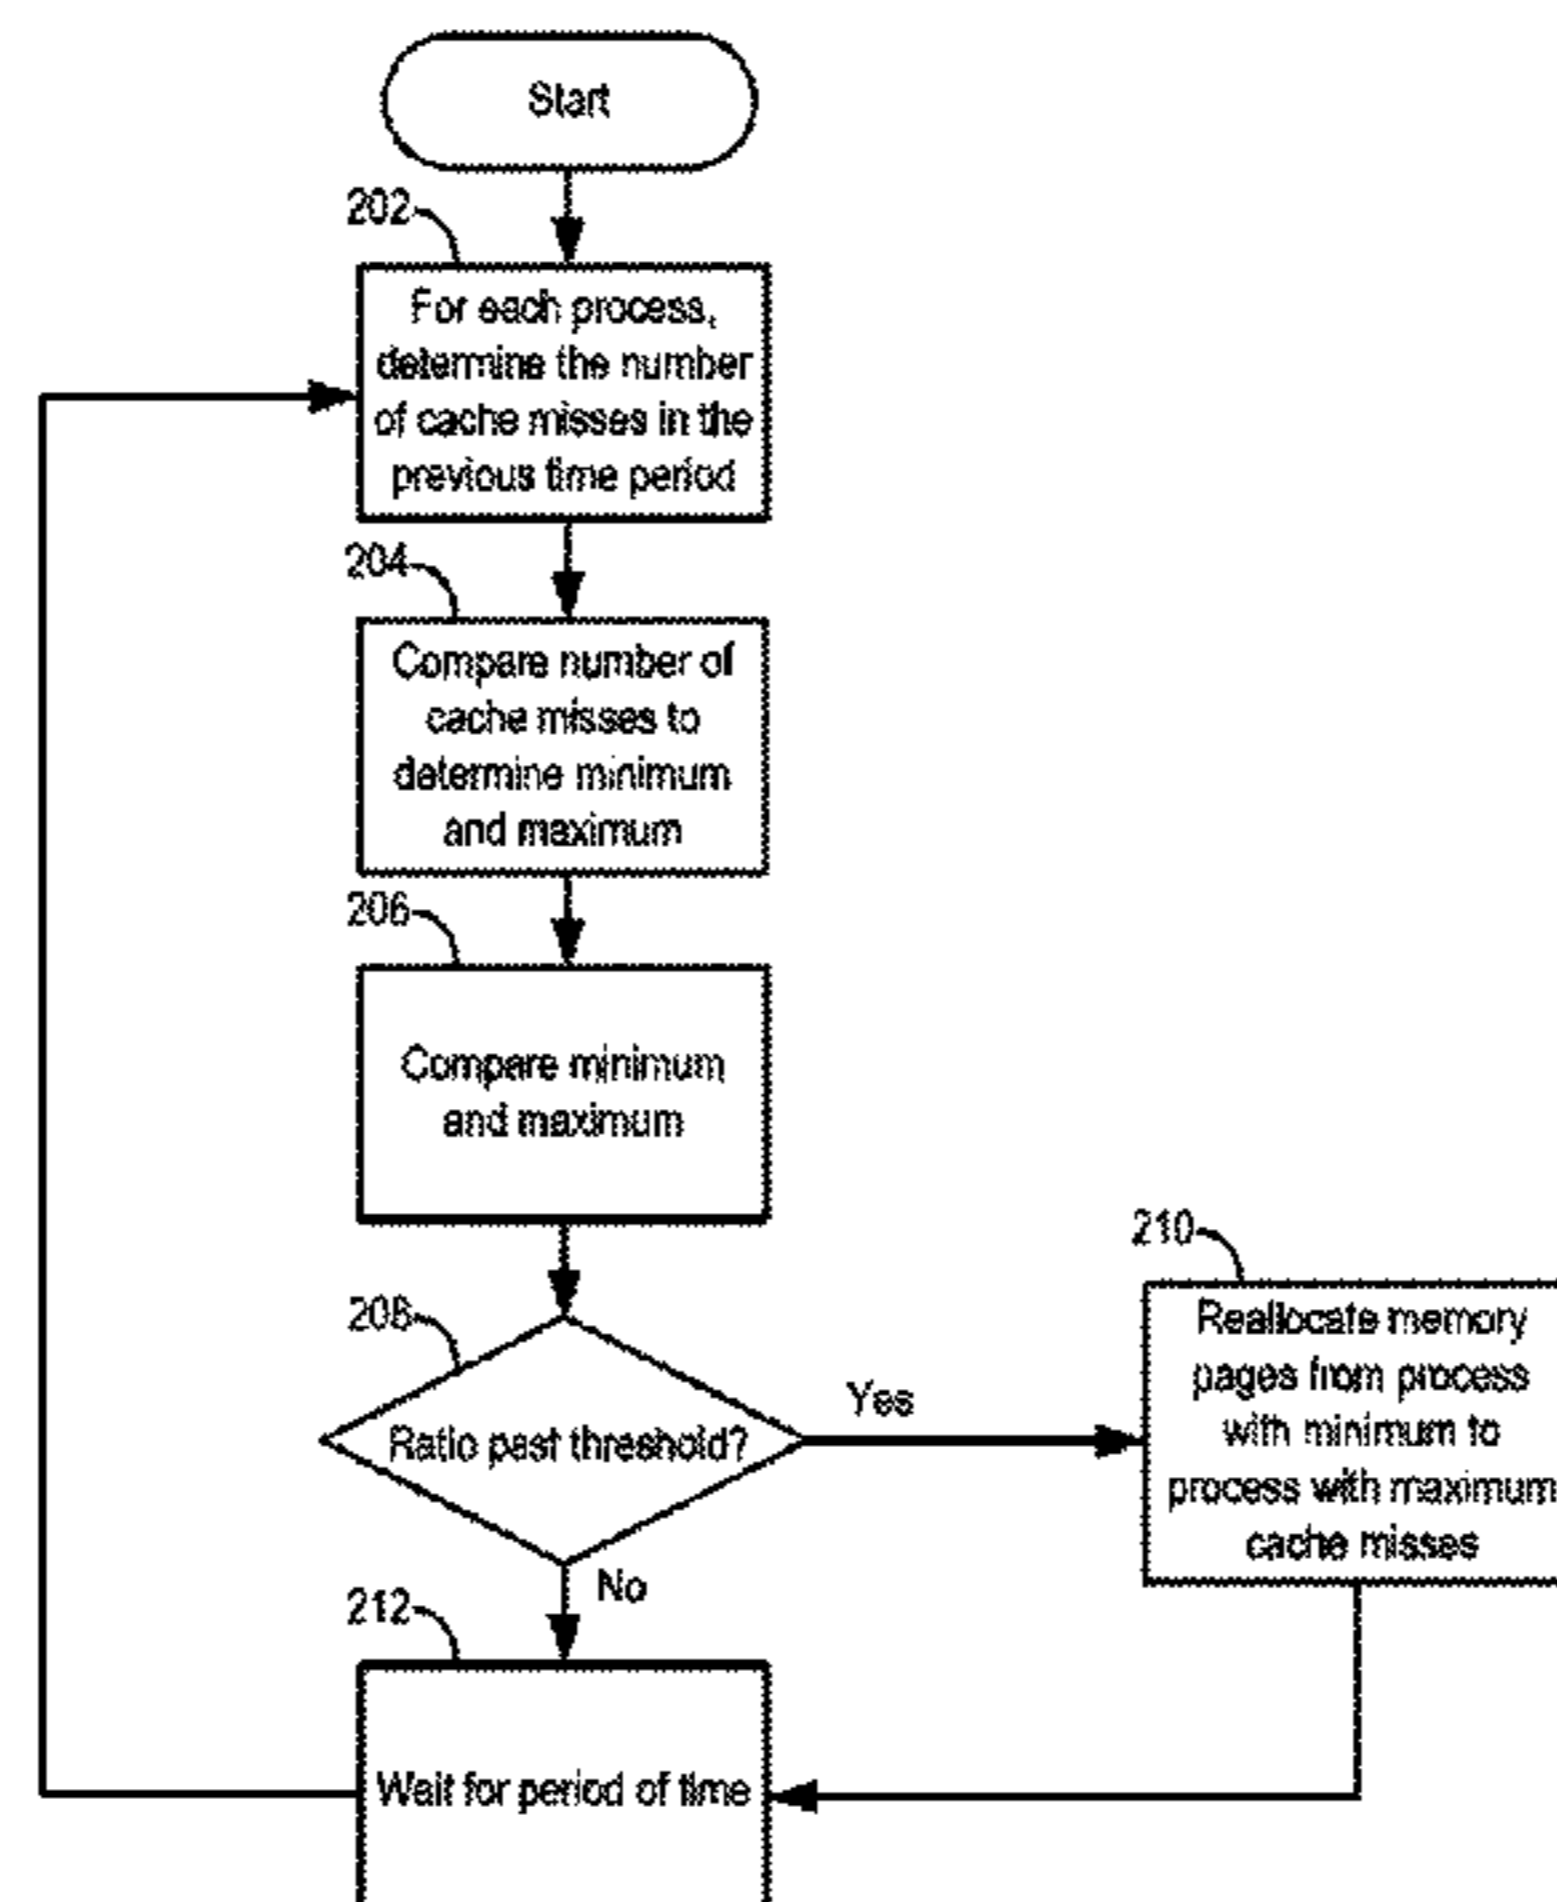 Start
202
For each process,
determine the number
of cache misses in the
previous time period
204
Compare number of
cache misses to
determine minimum
and maximum
206
Compare minimum
and maximum
208
Ratio past threshold?
Yes
210
Reallocate memory
pages from process
with minimum to
process with maximum
cache misses
No
212
Wait for period of time